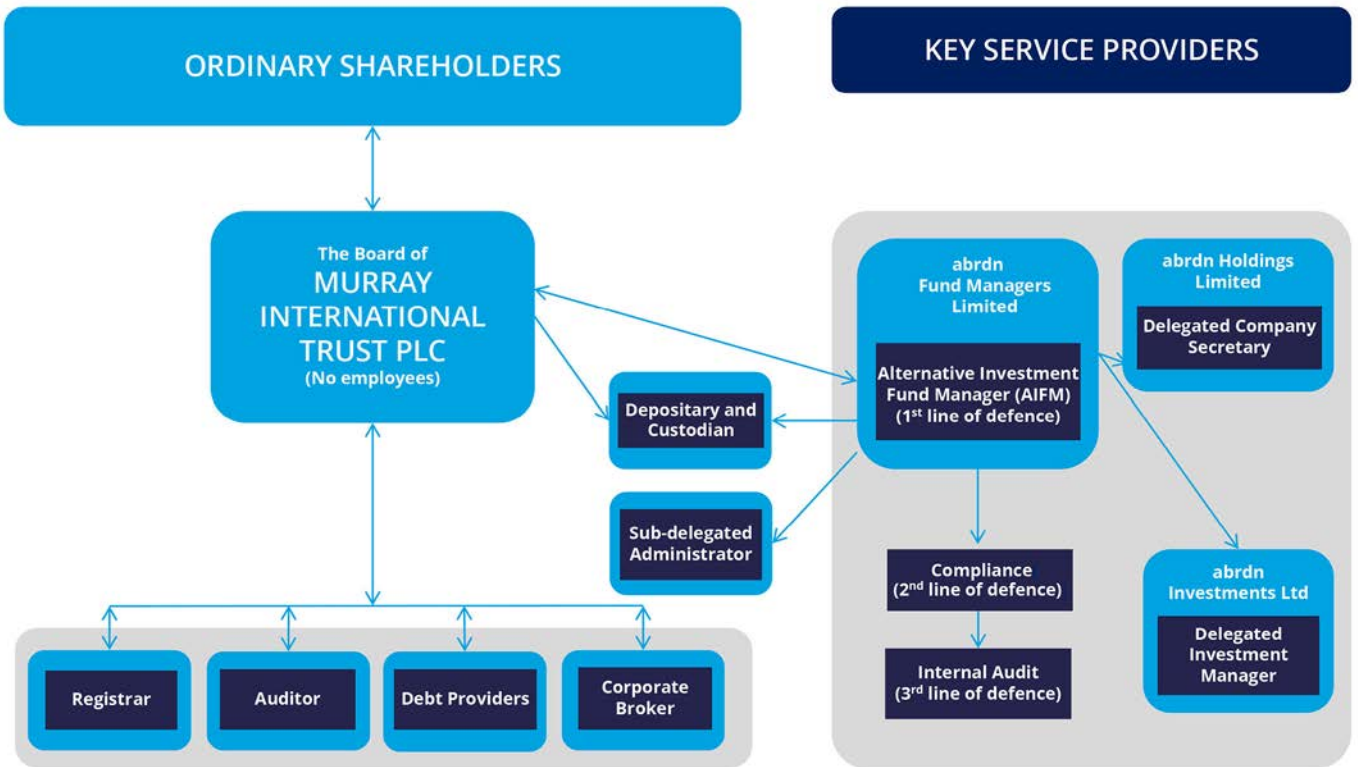 ORDINARY SHAREHOLDERS
KEY SERVICE PROVIDERS
The Board of
MURRAY
INTERNATIONAL
TRUST PLC
(No employees)
abrdn
Fund Managers
Limited
Alternative Investment
Fund Manager (AIFM)
(1st line of defence)
abrdn Holdings
Limited
Delegated Company
Secretary
Depositary and
Custodian
Sub-delegated
Administrator
Compliance
(2nd line of defence)
Internal Audit
(3rd line of defence)
abrdn
Investments Ltd
Delegated
Investment
Manager
Registrar
Auditor
Debt Providers
Corporate
Broker